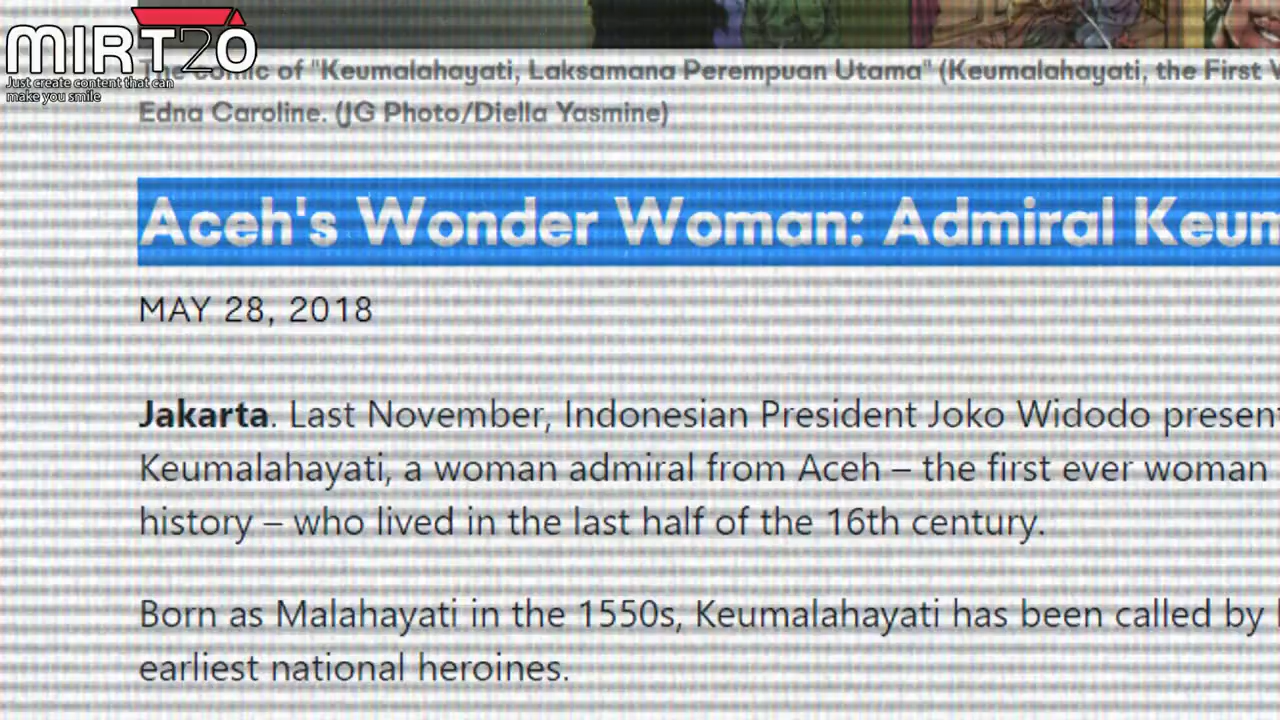 MIRT20
Just create content that can
make you smile
The comic of "Keumalahayati, Laksamana Perempuan Utama" (Keumalahayati, the First
Edna Caroline. (JG Photo/Diella Yasmine)
Aceh's Wonder Woman: Admiral Keum
MAY 28, 2018
Jakarta. Last November, Indonesian President Joko Widodo presen
Keumalahayati, a woman admiral from Aceh – the first ever woman
history – who lived in the last half of the 16th century.
Born as Malahayati in the 1550s, Keumalahayati has been called by
earliest national heroines.